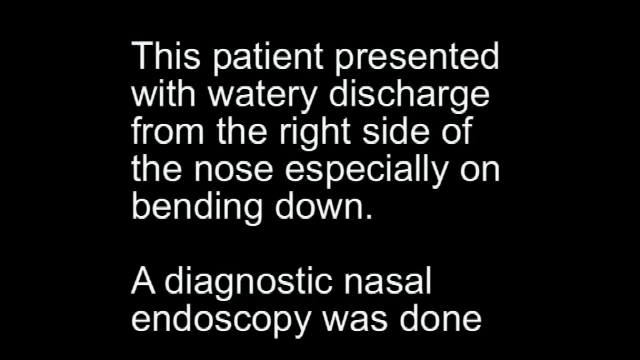 This patient presented
with watery discharge
from the right side of
the nose especially on
bending down.
A diagnostic nasal
endoscopy was done